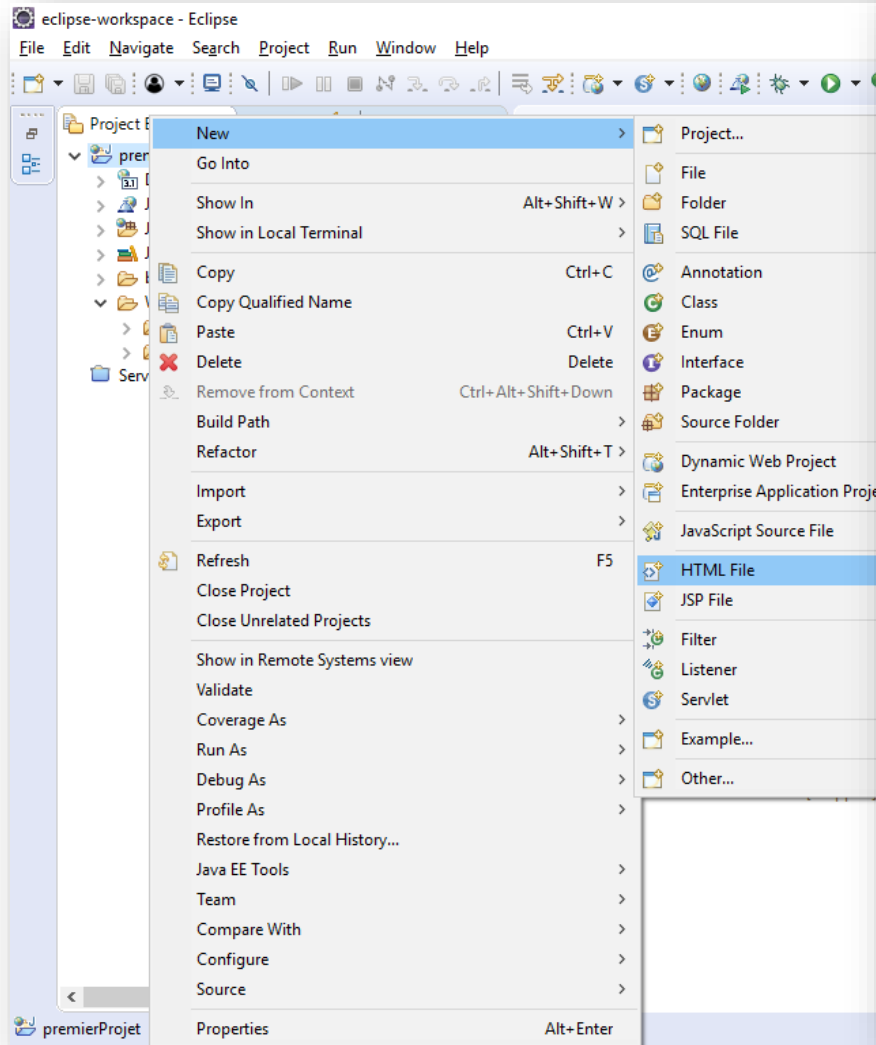 eclipse-workspace - Eclipse
File Edit Navigate Search Project Run Window Help
Project
New
Go Into
Show In Alt+Shift+W >
Show in Local Terminal >
Copy Ctrl+C
Copy Qualified Name
Paste Ctrl+V
Delete Delete
Remove from Context Ctrl+Alt+Shift+Down
Build Path >
Refactor Alt+Shift+T >
Import >
Export >
Refresh F5
Close Project
Close Unrelated Projects
Show in Remote Systems view
Validate
Coverage As >
Run As >
Debug As >
Profile As >
Restore from Local History...
Java EE Tools >
Team >
Compare With >
Configure >
Source >
Properties Alt+Enter
Project...
File
Folder
SQL File
Annotation
Class
Enum
Interface
Package
Source Folder
Dynamic Web Project
Enterprise Application Proje
JavaScript Source File
HTML File
JSP File
Filter
Listener
Servlet
Example...
Other...
3.1
Serv
premierProjet